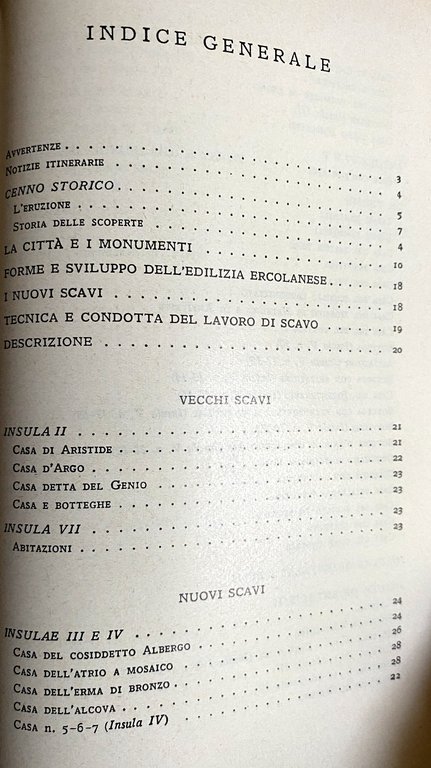 INDICE GENERALE
Avvertenze . . . . . . . . . . 3
Notizie itinerarie . . . . . . . . . . 4
CENNO STORICO . . . . . . . . . . 5
L'eruzione . . . . . . . . . . 7
Storia delle scoperte . . . . . . . . . . 4
LA CITTÀ E I MONUMENTI . . . . . . . . . . 10
FORME E SVILUPPO DELL'EDILIZIA ERCOLANESE . . . . . 18
I NUOVI SCAVI . . . . . . . . . . 18
TECNICA E CONDOTTA DEL LAVORO DI SCAVO . . . . . 19
DESCRIZIONE . . . . . . . . . . 20
VECCHI SCAVI
INSULA II . . . . . . . . . . 21
Casa di Aristide . . . . . . . . . . 21
Casa d'Argo . . . . . . . . . . 22
Casa detta del Genio . . . . . . . . . . 23
Casa e botteghe . . . . . . . . . . 23
INSULA VII . . . . . . . . . . 23
Abitazioni . . . . . . . . . . 23
NUOVI SCAVI
INSULAE III E IV . . . . . . . . . . 24
Casa del cosiddetto Albergo . . . . . . . . . . 24
Casa dell'atrio a mosaico . . . . . . . . . . 26
Casa dell'erma di bronzo . . . . . . . . . . 28
Casa dell'alcova . . . . . . . . . . 28
Casa n. 5-6-7 (Insula IV) . . . . . . . . . . 22